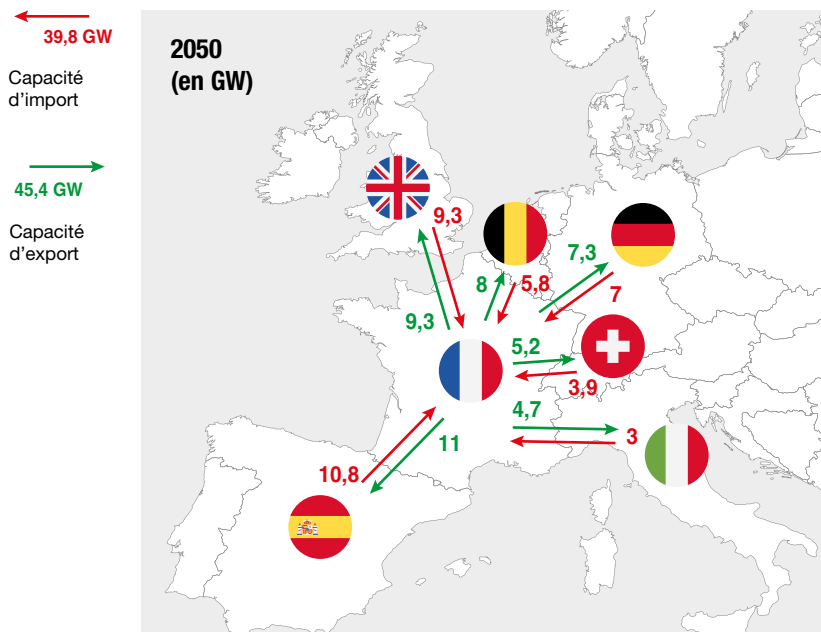 39,8 GW
Capacité
d'import
45,4 GW
Capacité
d'export
2050
(en GW)
9,3
9,3
8
5,8
7,3
7
5,2
3,9
4,7
3
11
10,8